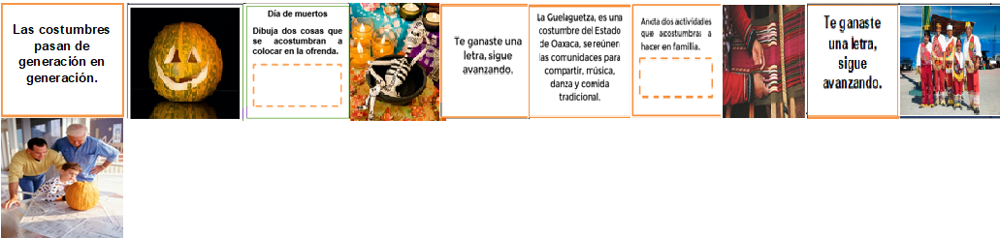 Las costumbres
pasan de
generación en
generación.
Día de muertos
Dibuja dos cosas que
se acostumbran a
colocar en la ofrenda.
Te ganaste una
letra, sigue
avanzando.
La Guelaguetza, es una
costumbre del Estado
de Oaxaca, se reúnen
las comunidaces para
compartir, música,
danza y comida
tradicional.
Anota dos actividades
que acostumbras a
hacer en familia.
Te ganaste
una letra,
sigue
avanzando.